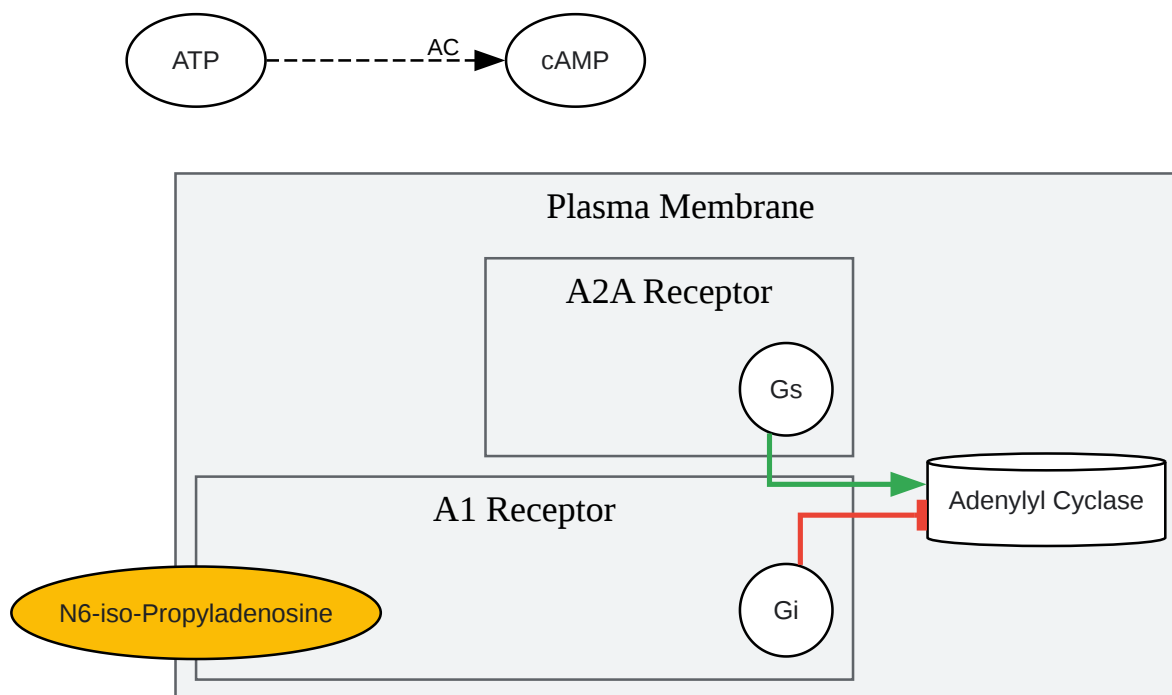 ATP
AC
cAMP
Plasma Membrane
A2A Receptor
Gs
Adenylyl Cyclase
A1 Receptor
N6-iso-Propyladenosine
Gi